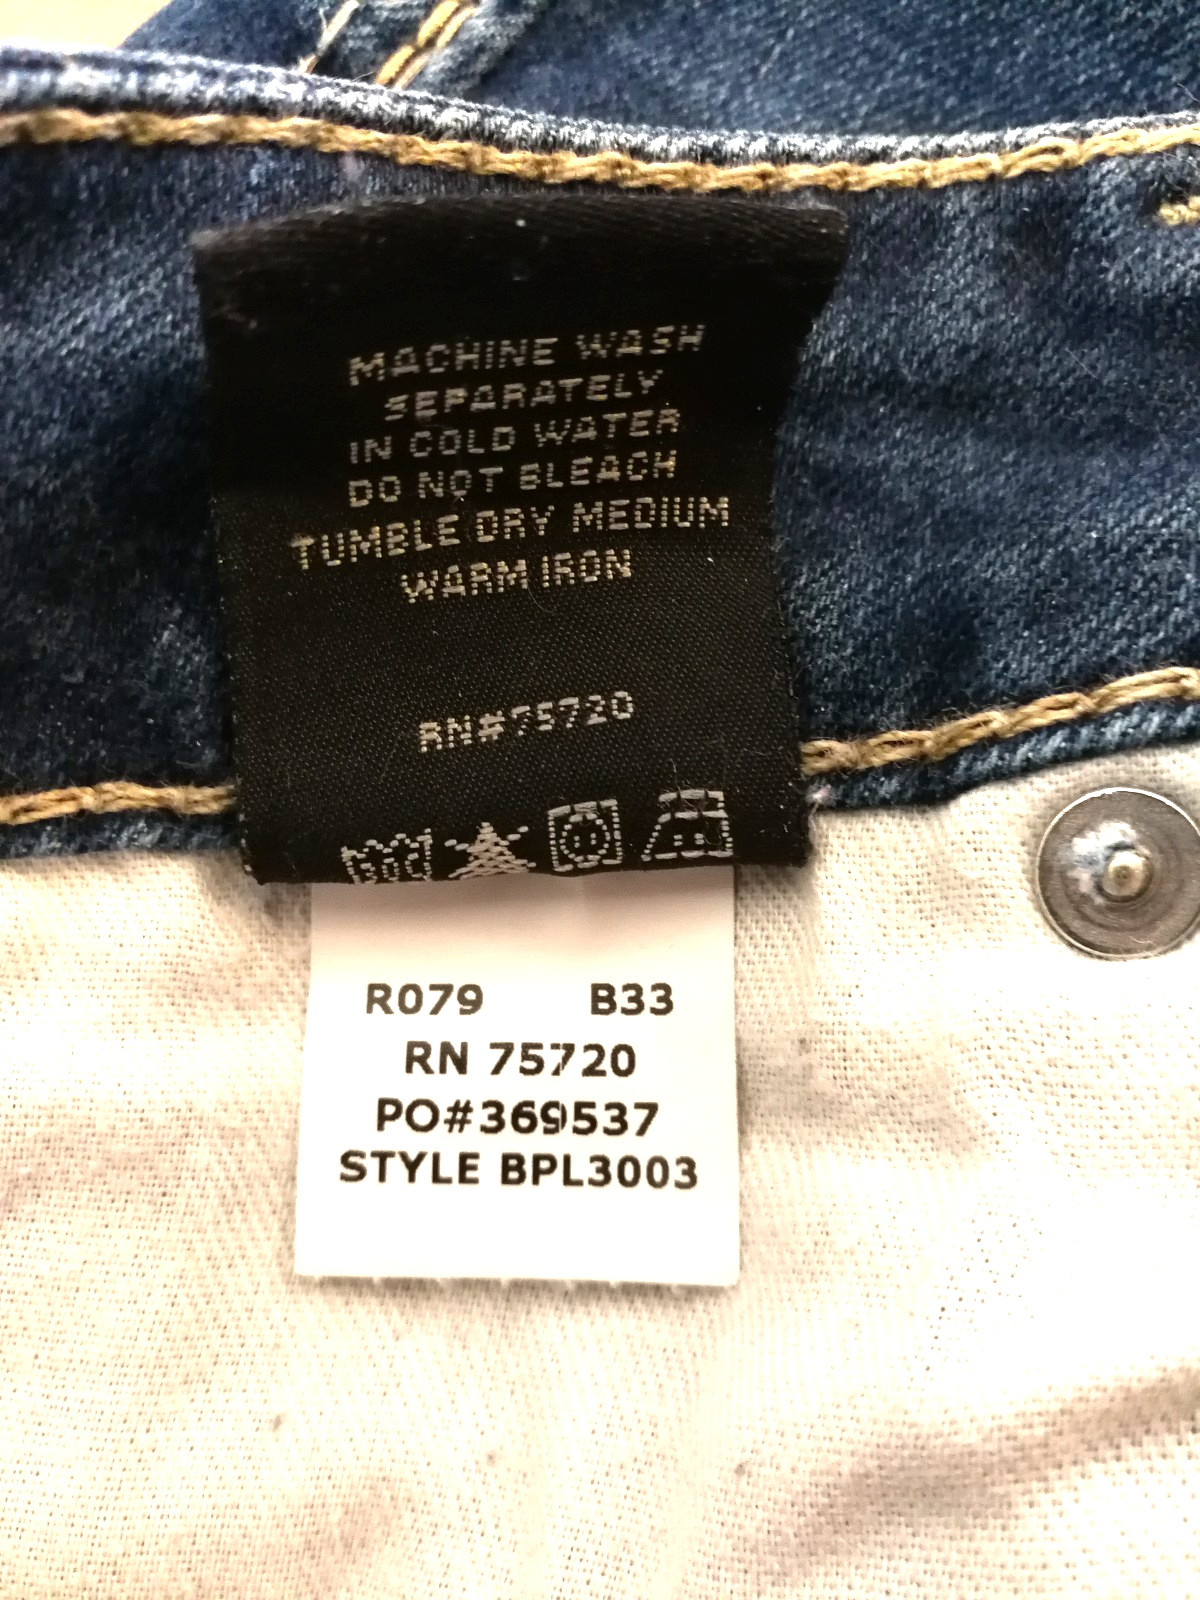 MACHINE WASH
SEPARATELY
IN COLD WATER
DO NOT BLEACH
TUMBLE DRY MEDIUM
WARM IRON
RN#75720
R079 B33
RN 75720
PO#369537
STYLE BPL3003